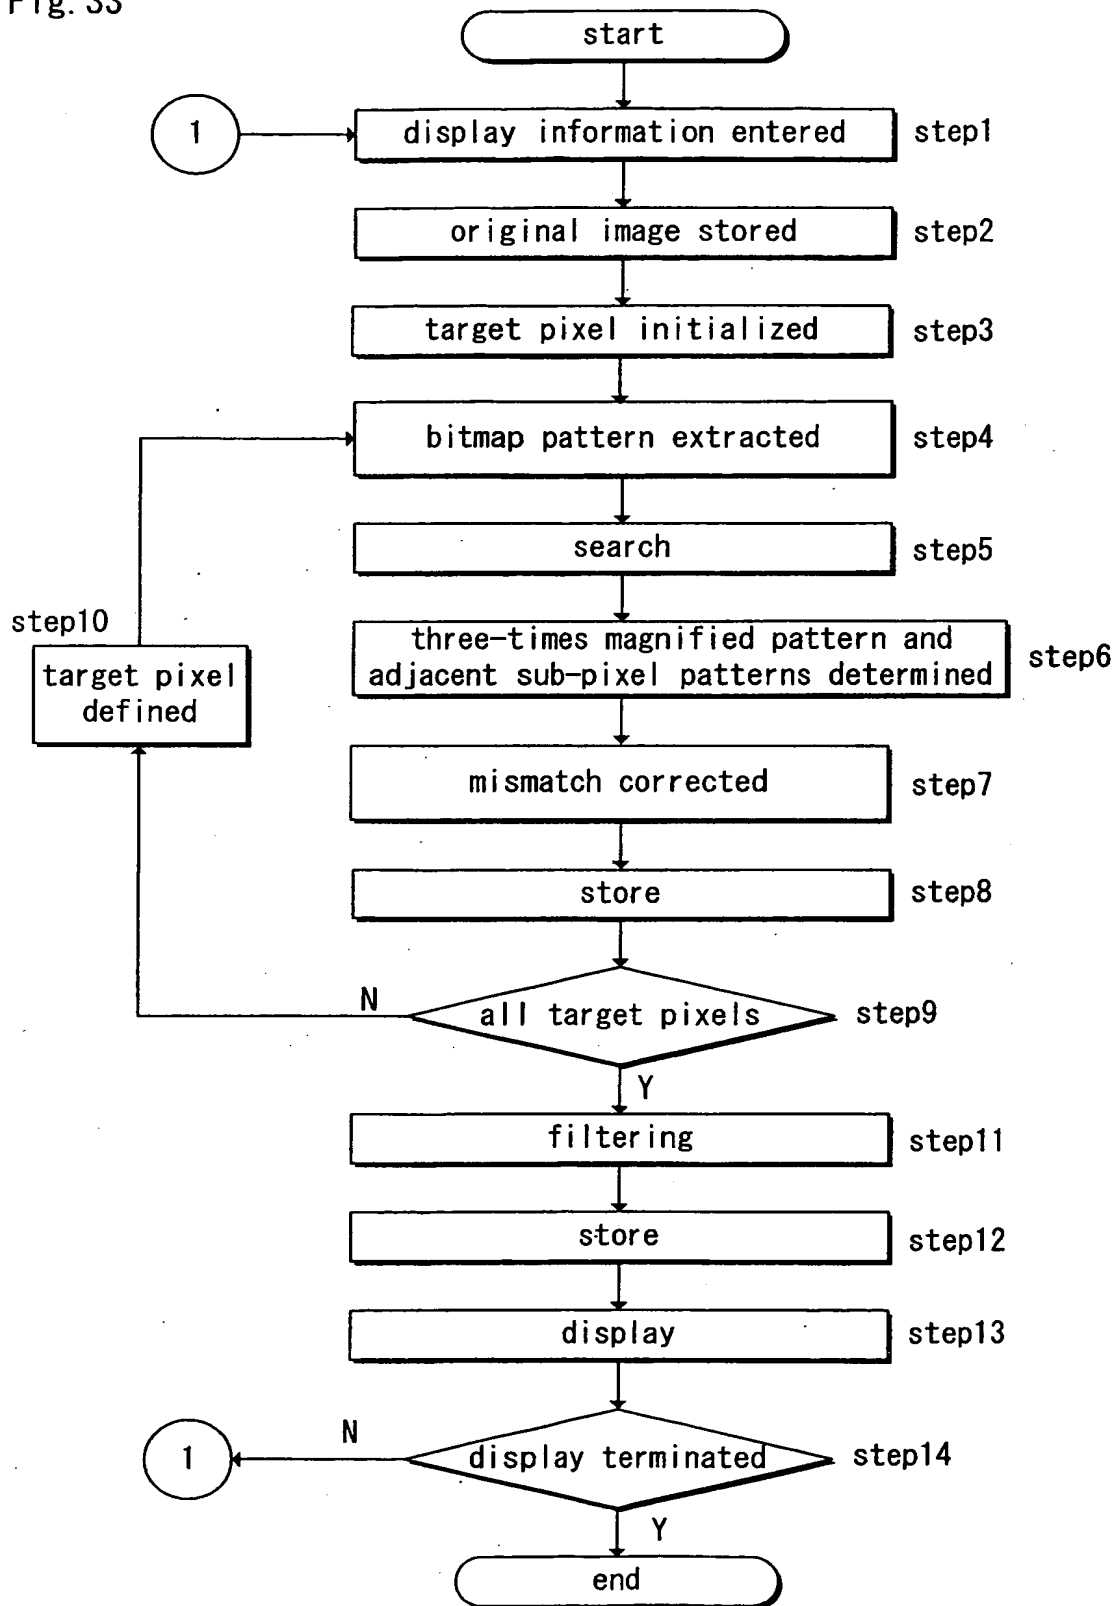 Fig. 33
start
1
display information entered
step1
original image stored
step2
target pixel initialized
step3
bitmap pattern extracted
step4
search
step5
step10
target pixel
defined
three-times magnified pattern and
adjacent sub-pixel patterns determined
step6
mismatch corrected
step7
store
step8
N
all target pixels
step9
Y
filtering
step11
store
step12
display
step13
1
N
display terminated
step14
Y
end